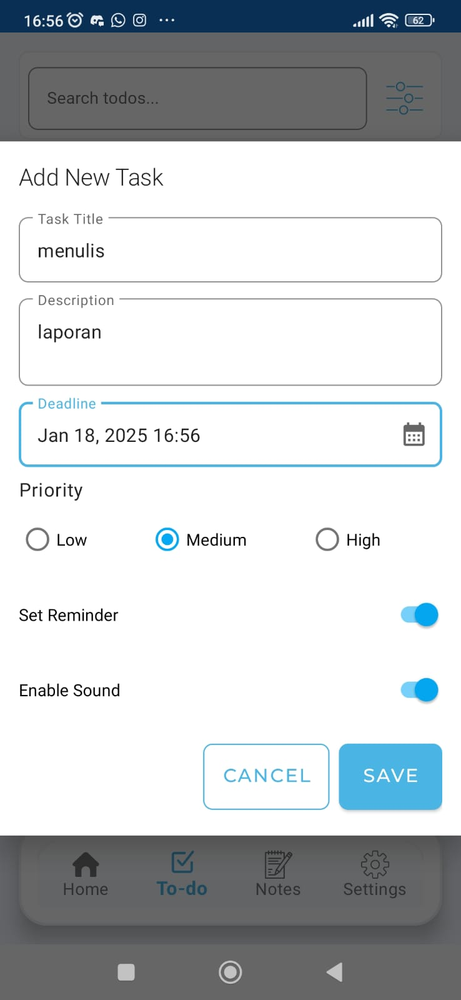 16:56 62
Search todos...
Add New Task
Task Title
menulis
Description
laporan
Deadline
Jan 18, 2025 16:56
Priority
Low Medium High
Set Reminder
Enable Sound
CANCEL SAVE
Home To-do Notes Settings